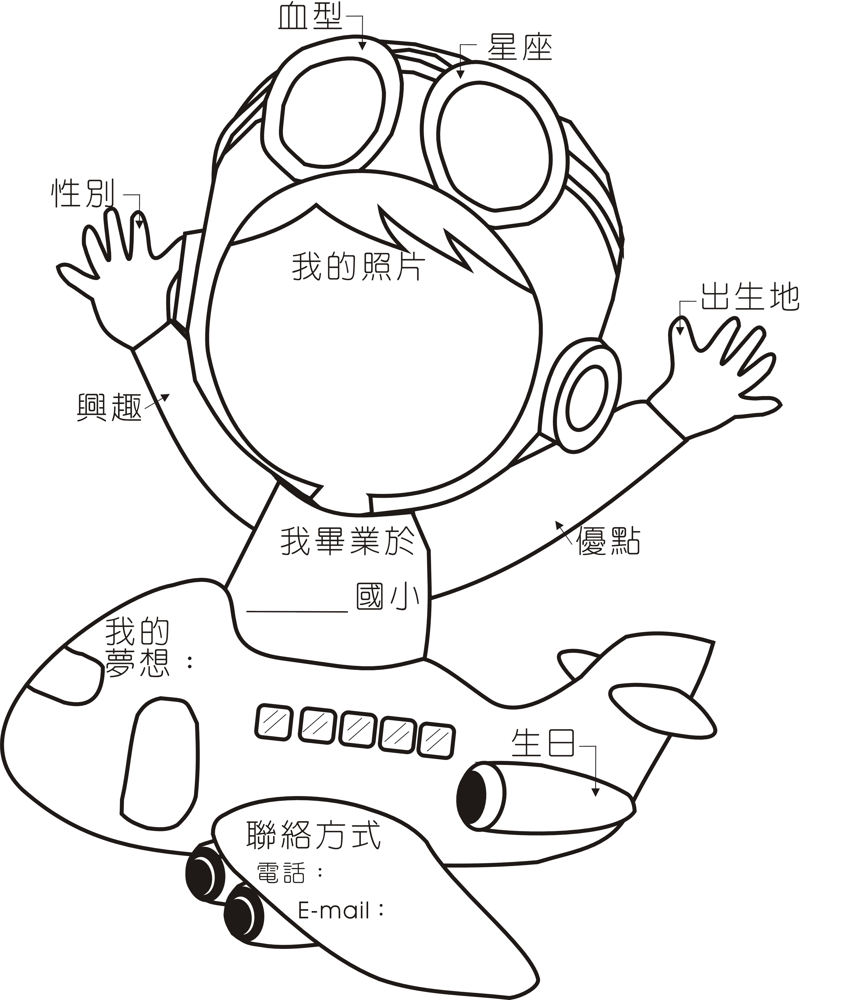 血型
星座
性別
我的照片
出生地
興趣
我畢業於
優點
國小
我的
夢想：
生日
聯絡方式
電話：
E-mail：